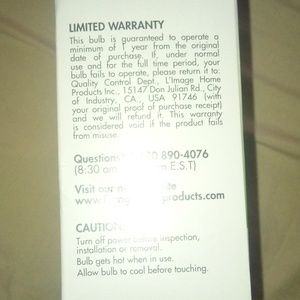 LIMITED WARRANTY
This bulb is guaranteed to operate a
minimum of 1 year from the original
date of purchase. If, under normal
use and for the full time period, your
bulb fails to operate, please return it to:
Quality Control Dept., L'Image Home
Products Inc., 15147 Don Julian Rd., City
of Industry, CA., USA 91746 (with
your original proof of purchase receipt)
and we will refund it. This warranty
is considered void if the product fails
from misuse.
Questions 890-4076
(8:30 am E.S.T)
Visit our
products.com
CAUTION:
Turn off power before inspection,
installation or removal.
Bulb gets hot when in use.
Allow bulb to cool before touching.